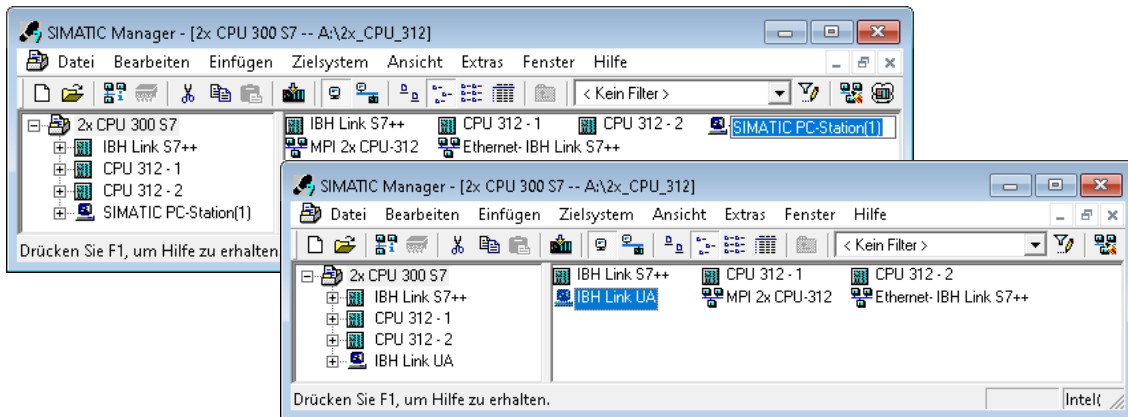 SIMATIC Manager - [2x CPU 300 S7 -- A:\2x_CPU_312]
Datei Bearbeiten Einfügen Zielsystem Ansicht Extras Fenster Hilfe
< Kein Filter >
2x CPU 300 S7
IBH Link S7++
CPU 312 - 1
CPU 312 - 2
SIMATIC PC-Station(1)
IBH Link S7++ CPU 312 - 1 CPU 312 - 2 SIMATIC PC-Station(1)
MPI 2x CPU-312 Ethernet- IBH Link S7++
Drücken Sie F1, um Hilfe zu erhalten
SIMATIC Manager - [2x CPU 300 S7 -- A:\2x_CPU_312]
Datei Bearbeiten Einfügen Zielsystem Ansicht Extras Fenster Hilfe
< Kein Filter >
2x CPU 300 S7
IBH Link S7++
CPU 312 - 1
CPU 312 - 2
IBH Link UA
IBH Link S7++ CPU 312 - 1 CPU 312 - 2
IBH Link UA MPI 2x CPU-312 Ethernet- IBH Link S7++
Drücken Sie F1, um Hilfe zu erhalten.
Intel(